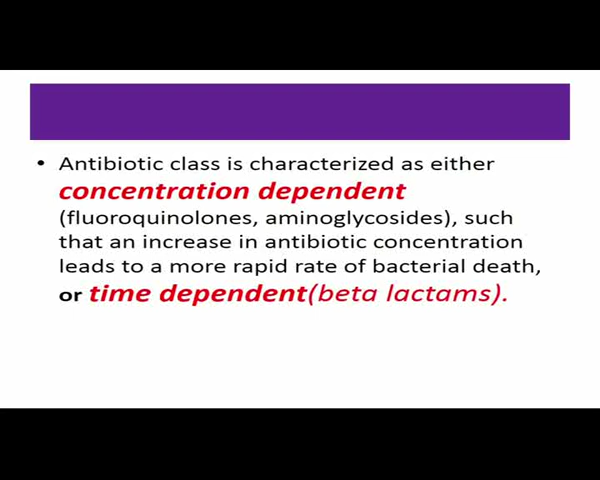 • Antibiotic class is characterized as either
concentration dependent
(fluoroquinolones, aminoglycosides), such
that an increase in antibiotic concentration
leads to a more rapid rate of bacterial death,
or time dependent(beta lactams).